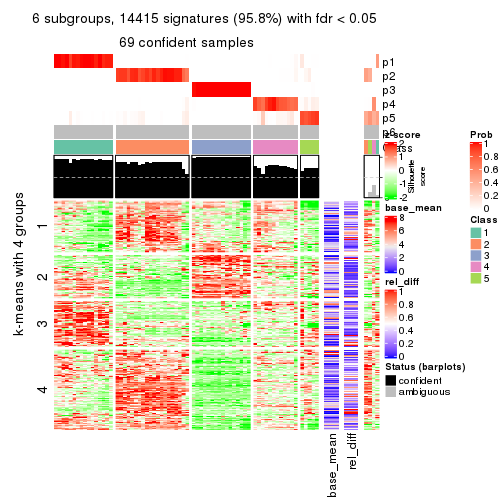 6 subgroups, 14415 signatures (95.8%) with fdr < 0.05
69 confident samples
p1
p2
p3
p4
p5
p6
Class
Silhouette
score
k-means with 4 groups
1
2
3
4
base_mean
rel_diff
z-score
2
1
0
-1
-2
base_mean
8
6
4
2
0
rel_diff
1
0.8
0.6
0.4
0.2
0
Status (barplots)
confident
ambiguous
Prob
1
0.8
0.6
0.4
0.2
0
Class
1
2
3
4
5